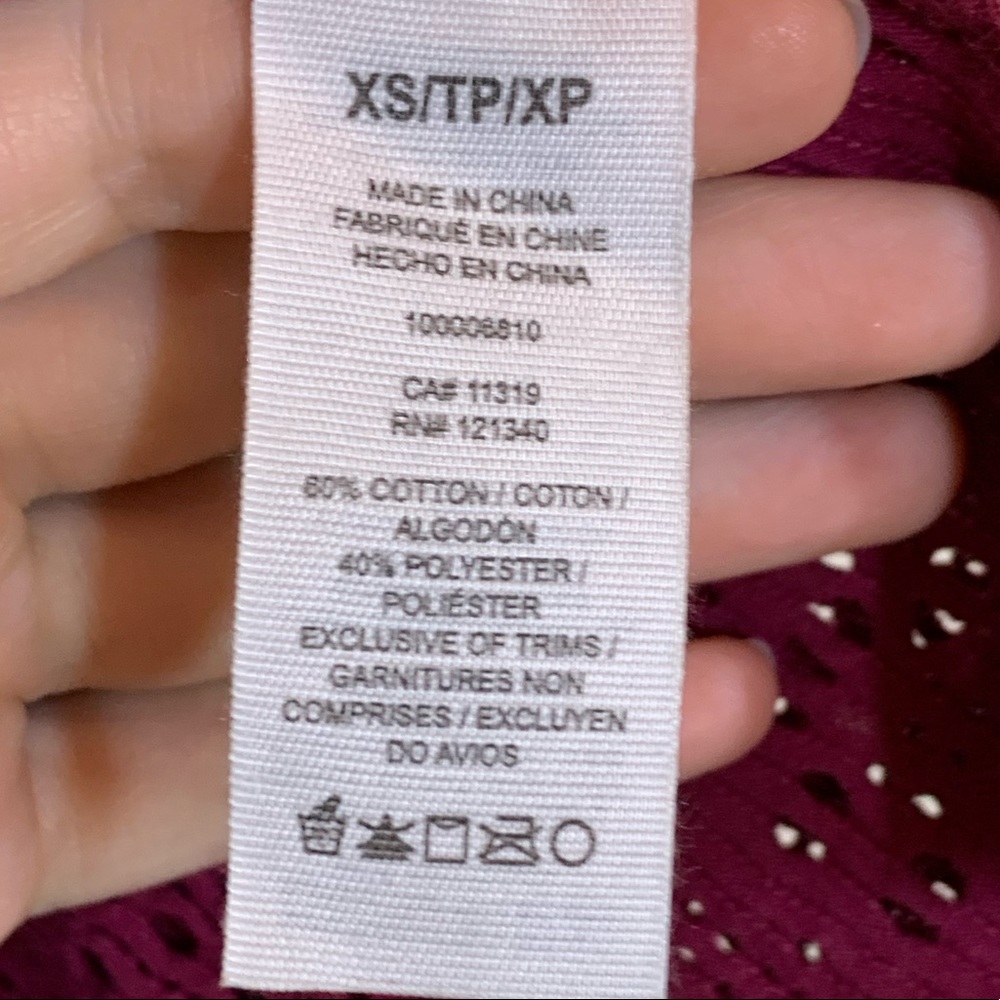 XS/TP/XP
MADE IN CHINA
FABRIQUÉ EN CHINE
HECHO EN CHINA
100006810
CA# 11319
RN# 121340
60% COTTON / COTON /
ALGODÓN
40% POLYESTER /
POLIÉSTER
EXCLUSIVE OF TRIMS /
GARNITURES NON
COMPRISES / EXCLUYEN
DO AVIOS